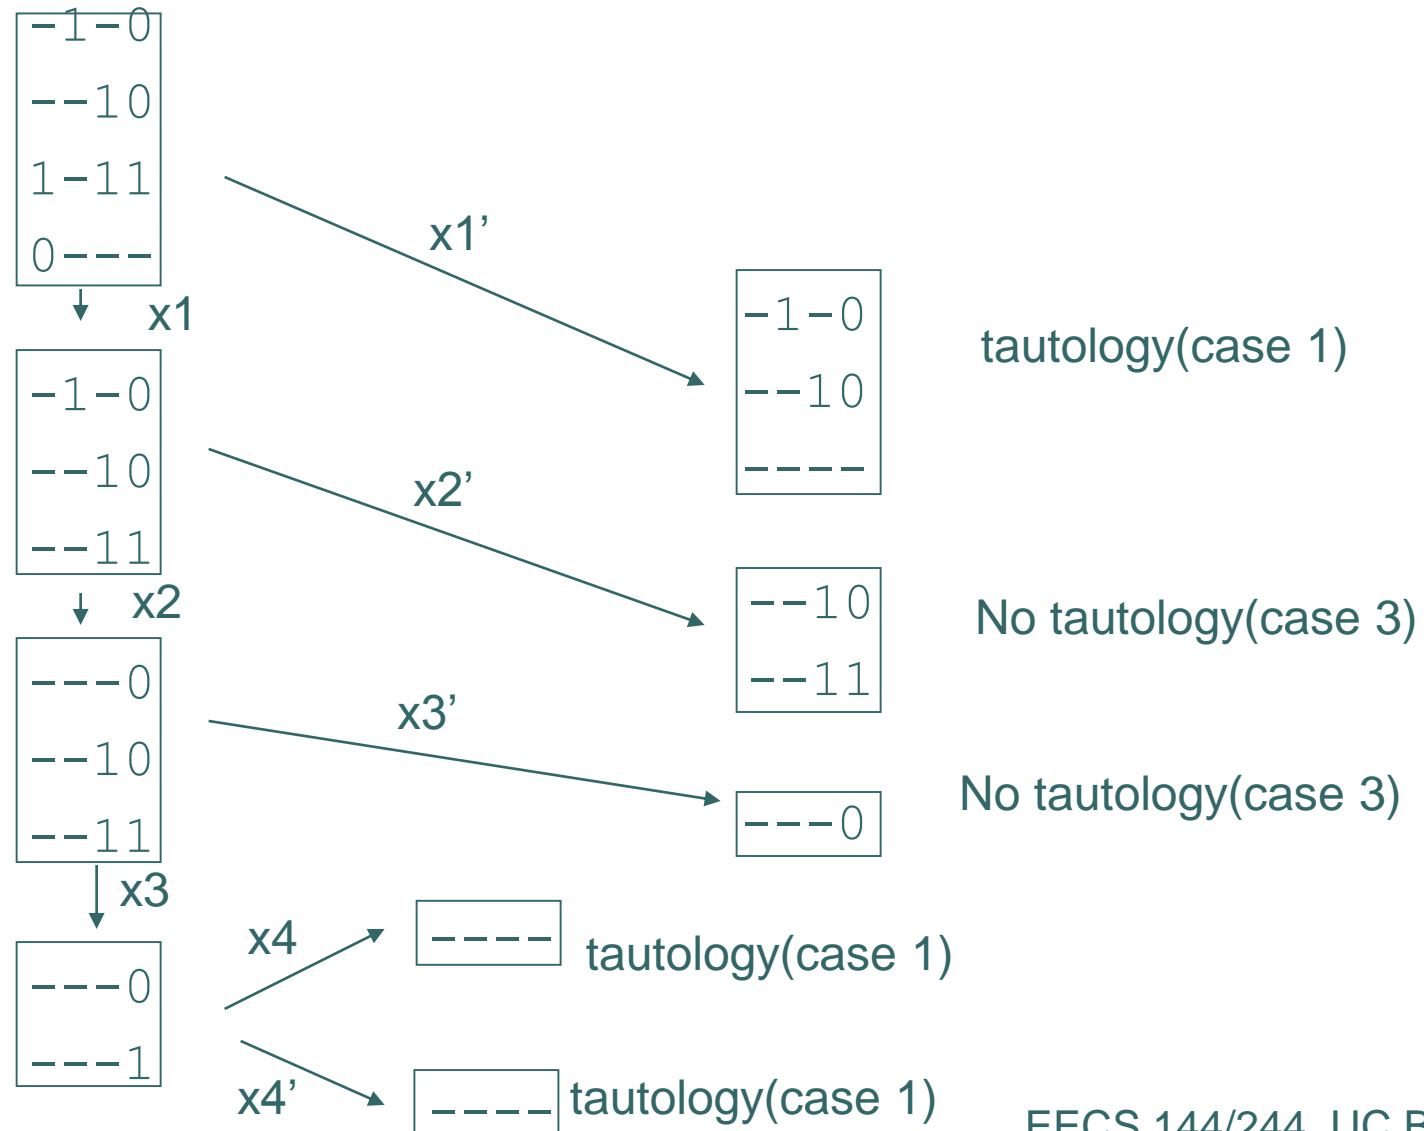 -1-0
--10
1-11
0---
x1’
x1
-1-0
--10
----
tautology(case 1)
-1-0
--10
--11
x2’
x2
--10
--11
No tautology(case 3)
---0
--10
--11
x3’
x3
---0
No tautology(case 3)
---0
---1
x4
----
tautology(case 1)
x4’
----
tautology(case 1)
144/244